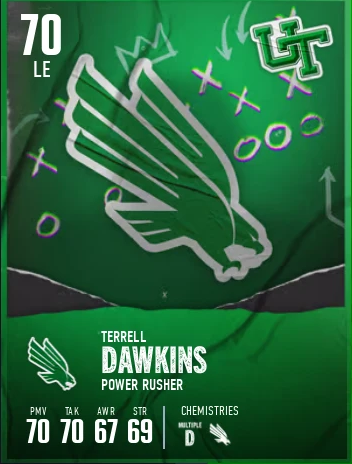 70
LE
UT
TERRELL
DAWKINS
POWER RUSHER
PMV TAK AWR STR
70 70 67 69
CHEMISTRIES
MULTIPLE
D